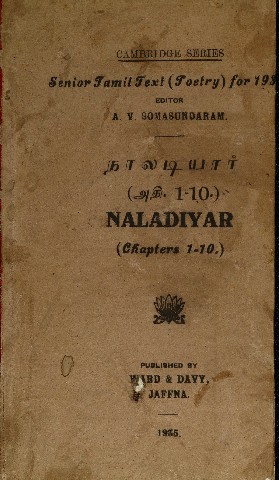 CAMBRIDGE SERIES
Senior Tamil Text (Poetry) for 193
EDITOR
A. V. SOMASUNDARAM.
நாலடியார்
(அதி. 1-10.)
NALADIYAR
(Chapters 1-10.)
PUBLISHED BY
WARD & DAVY,
JAFFNA.
1935.